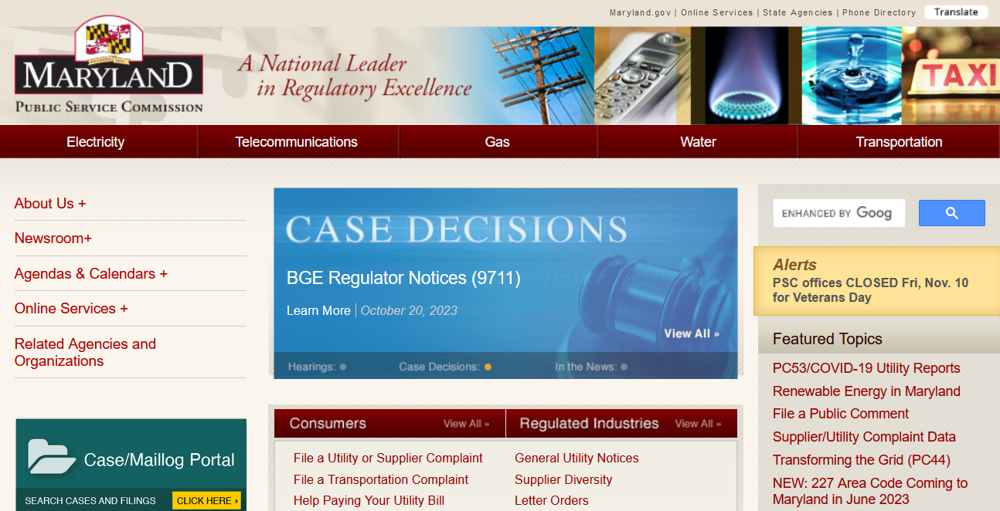 Maryland.gov | Online Services | State Agencies | Phone Directory
Translate
MARYLAND
PUBLIC SERVICE COMMISSION
A National Leader
in Regulatory Excellence
TAXI
Electricity
Telecommunications
Gas
Water
Transportation
About Us +
Newsroom+
Agendas & Calendars +
Online Services +
Related Agencies and
Organizations
Case/Maillog Portal
SEARCH CASES AND FILINGS
CLICK HERE ›
CASE DECISIONS
BGE Regulator Notices (9711)
Learn More | October 20, 2023
View All »
Hearings:
Case Decisions:
In the News:
Consumers
View All »
File a Utility or Supplier Complaint
File a Transportation Complaint
Help Paying Your Utility Bill
Regulated Industries
View All »
General Utility Notices
Supplier Diversity
Letter Orders
ENHANCED BY Goog
Alerts
PSC offices CLOSED Fri, Nov. 10
for Veterans Day
Featured Topics
PC53/COVID-19 Utility Reports
Renewable Energy in Maryland
File a Public Comment
Supplier/Utility Complaint Data
Transforming the Grid (PC44)
NEW: 227 Area Code Coming to
Maryland in June 2023